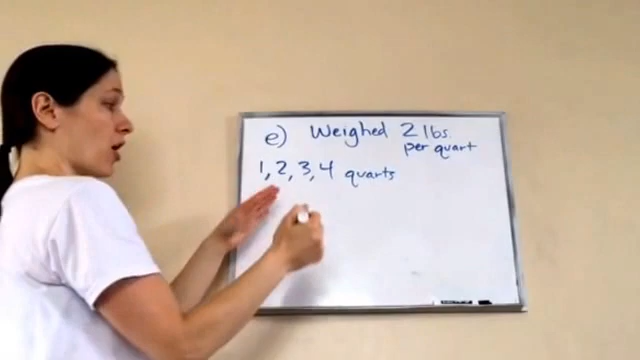 e) Weighed 2 lbs.
per quart
1, 2, 3, 4 quarts